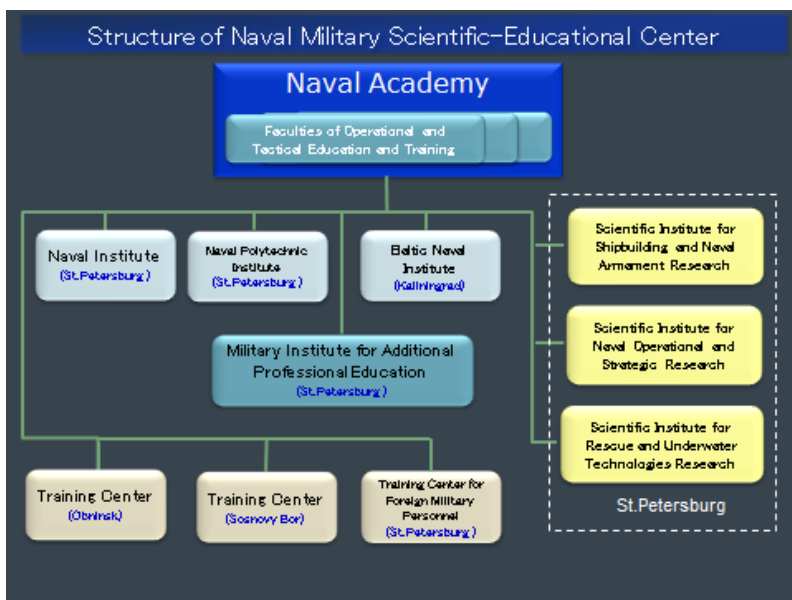 Structure of Naval Military Scientific-Educational Center
Naval Academy
Faculties of Operational and
Tactical Education and Training
Naval Institute
(St.Petersburg)
Naval Polytechnic
Institute
(St.Petersburg)
Baltic Naval
Institute
(Kaliningrad)
Scientific Institute for
Shipbuilding and Naval
Armament Research
Military Institute for Additional
Professional Education
(St.Petersburg)
Scientific Institute for
Naval Operational and
Strategic Research
Scientific Institute for
Rescue and Underwater
Technologies Research
St.Petersburg
Training Center
(Obninsk)
Training Center
(Sosnovy Bor)
Training Center for
Foreign Military
Personnel
(St.Petersburg)